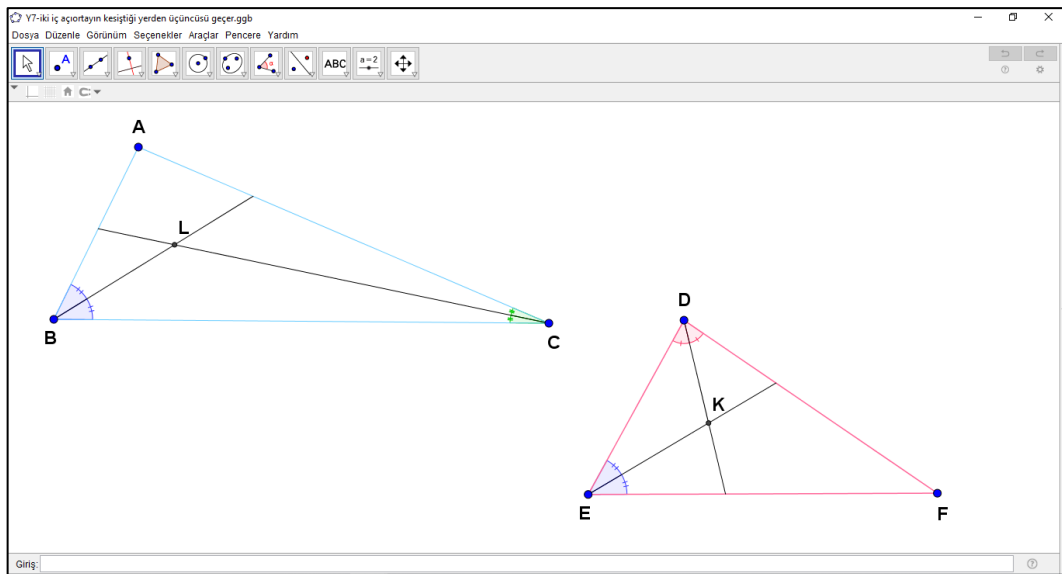 Y7-iki iç açıortayın kesiştiği yerden üçüncüsü geçer.ggb
Dosya Düzenle Görünüm Seçenekler Araçlar Pencere Yardım
A ABC a=2
A
L
B
C
D
K
E
F
Giriş: